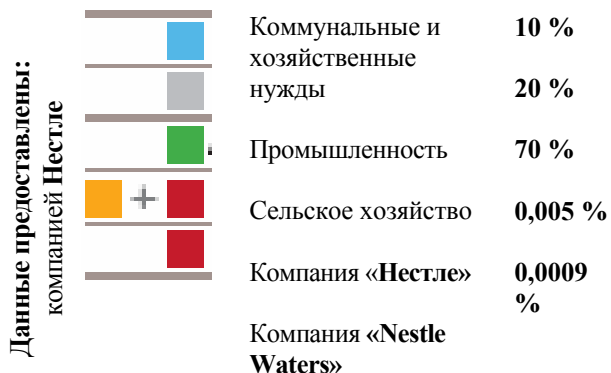 Данные предоставлены:
компанией Нестле
Коммунальные и
хозяйственные
нужды
Промышленность
Сельское хозяйство
Компания «Нестле»
Компания «Nestle
Waters»
10 %
20 %
70 %
0,005 %
0,0009
%